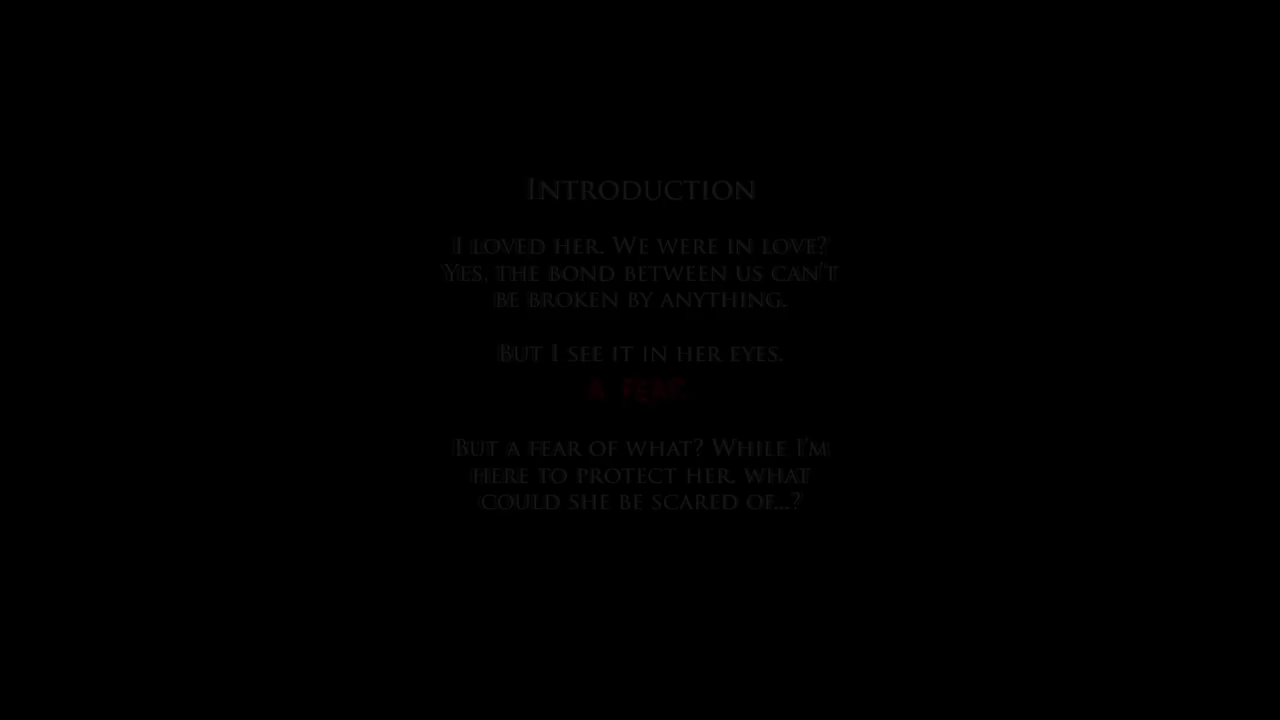 Introduction
I loved her. We were in love?
Yes, the bond between us can't
be broken by anything.
But I see it in her eyes.
A FEAR.
But a fear of what? While I'm
here to protect her. what
could she be scared of...?